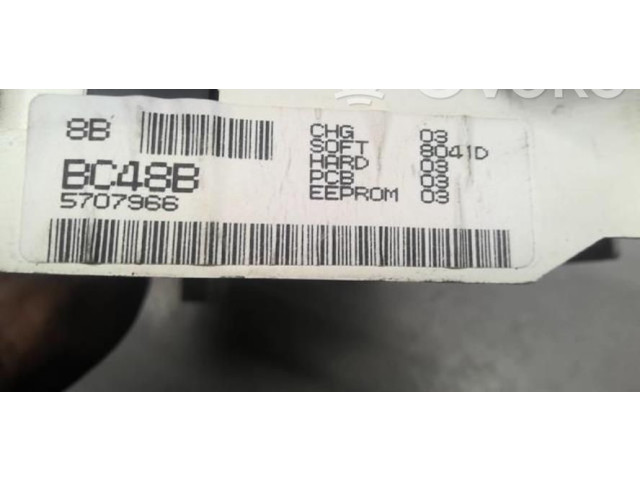 8B
BC48B
5707966
CHG 03
SOFT 8041D
HARD 03
PCB 03
EEPROM 03